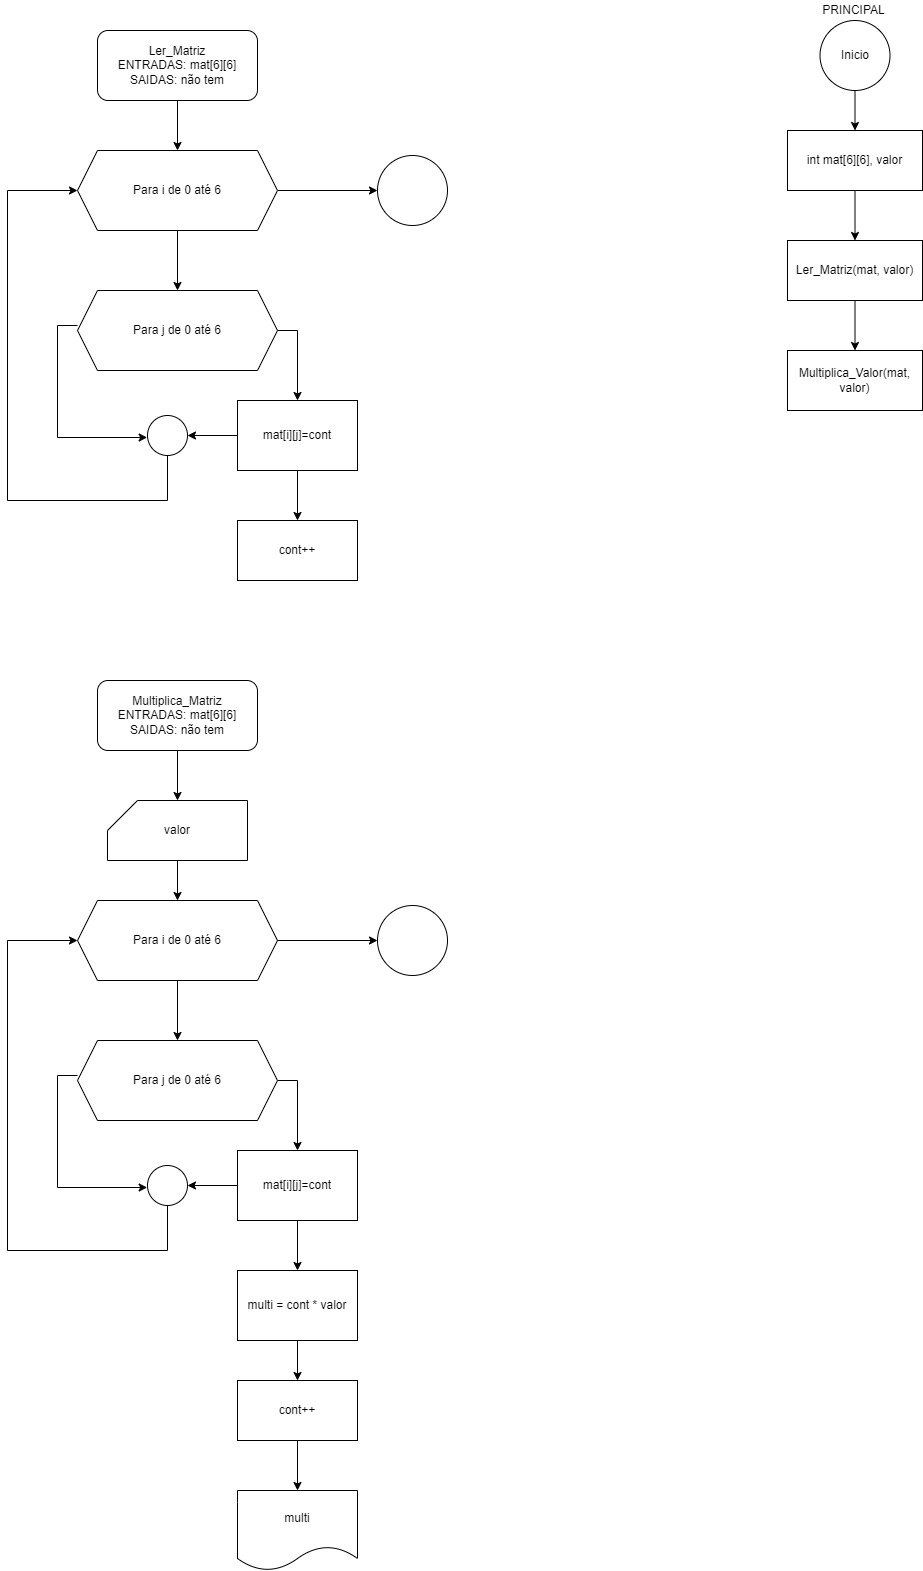 PRINCIPAL
Inicio
int mat[6][6], valor
Ler_Matriz(mat, valor)
Multiplica_Valor(mat,
valor)
Ler_Matriz
ENTRADAS: mat[6][6]
SAIDAS: não tem
Para i de 0 até 6
Para j de 0 até 6
mat[i][j]=cont
cont++
Multiplica_Matriz
ENTRADAS: mat[6][6]
SAIDAS: não tem
valor
Para i de 0 até 6
Para j de 0 até 6
mat[i][j]=cont
multi = cont * valor
cont++
multi